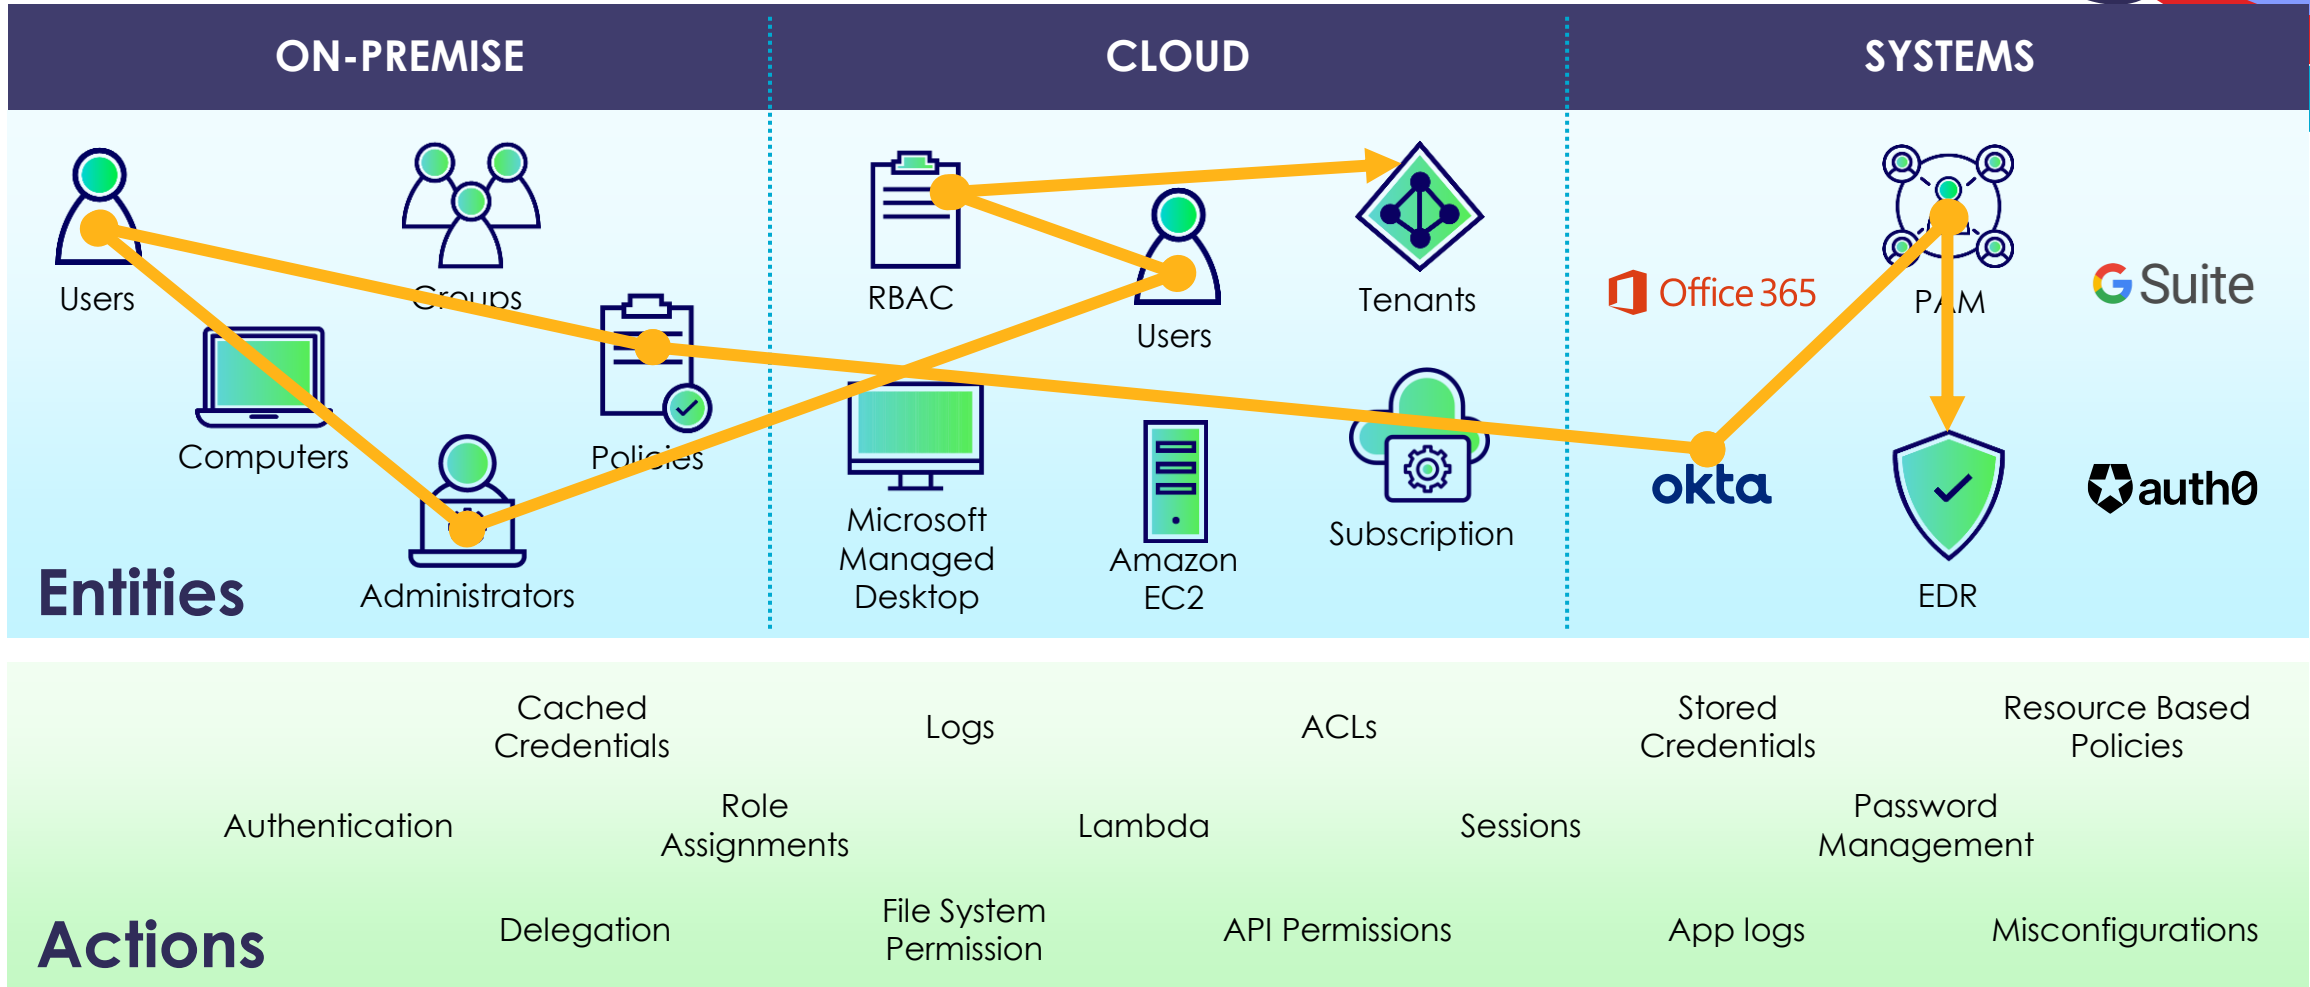 ON-PREMISE
CLOUD
SYSTEMS
Users
Groups
Computers
Policies
Administrators
RBAC
Users
Tenants
Microsoft
Managed
Desktop
Amazon
EC2
Subscription
Office 365
PAM
G Suite
okta
EDR
auth0
Entities
Cached
Credentials
Logs
ACLs
Stored
Credentials
Resource Based
Policies
Authentication
Role
Assignments
Lambda
Sessions
Password
Management
Delegation
File System
Permission
API Permissions
App logs
Misconfigurations
Actions